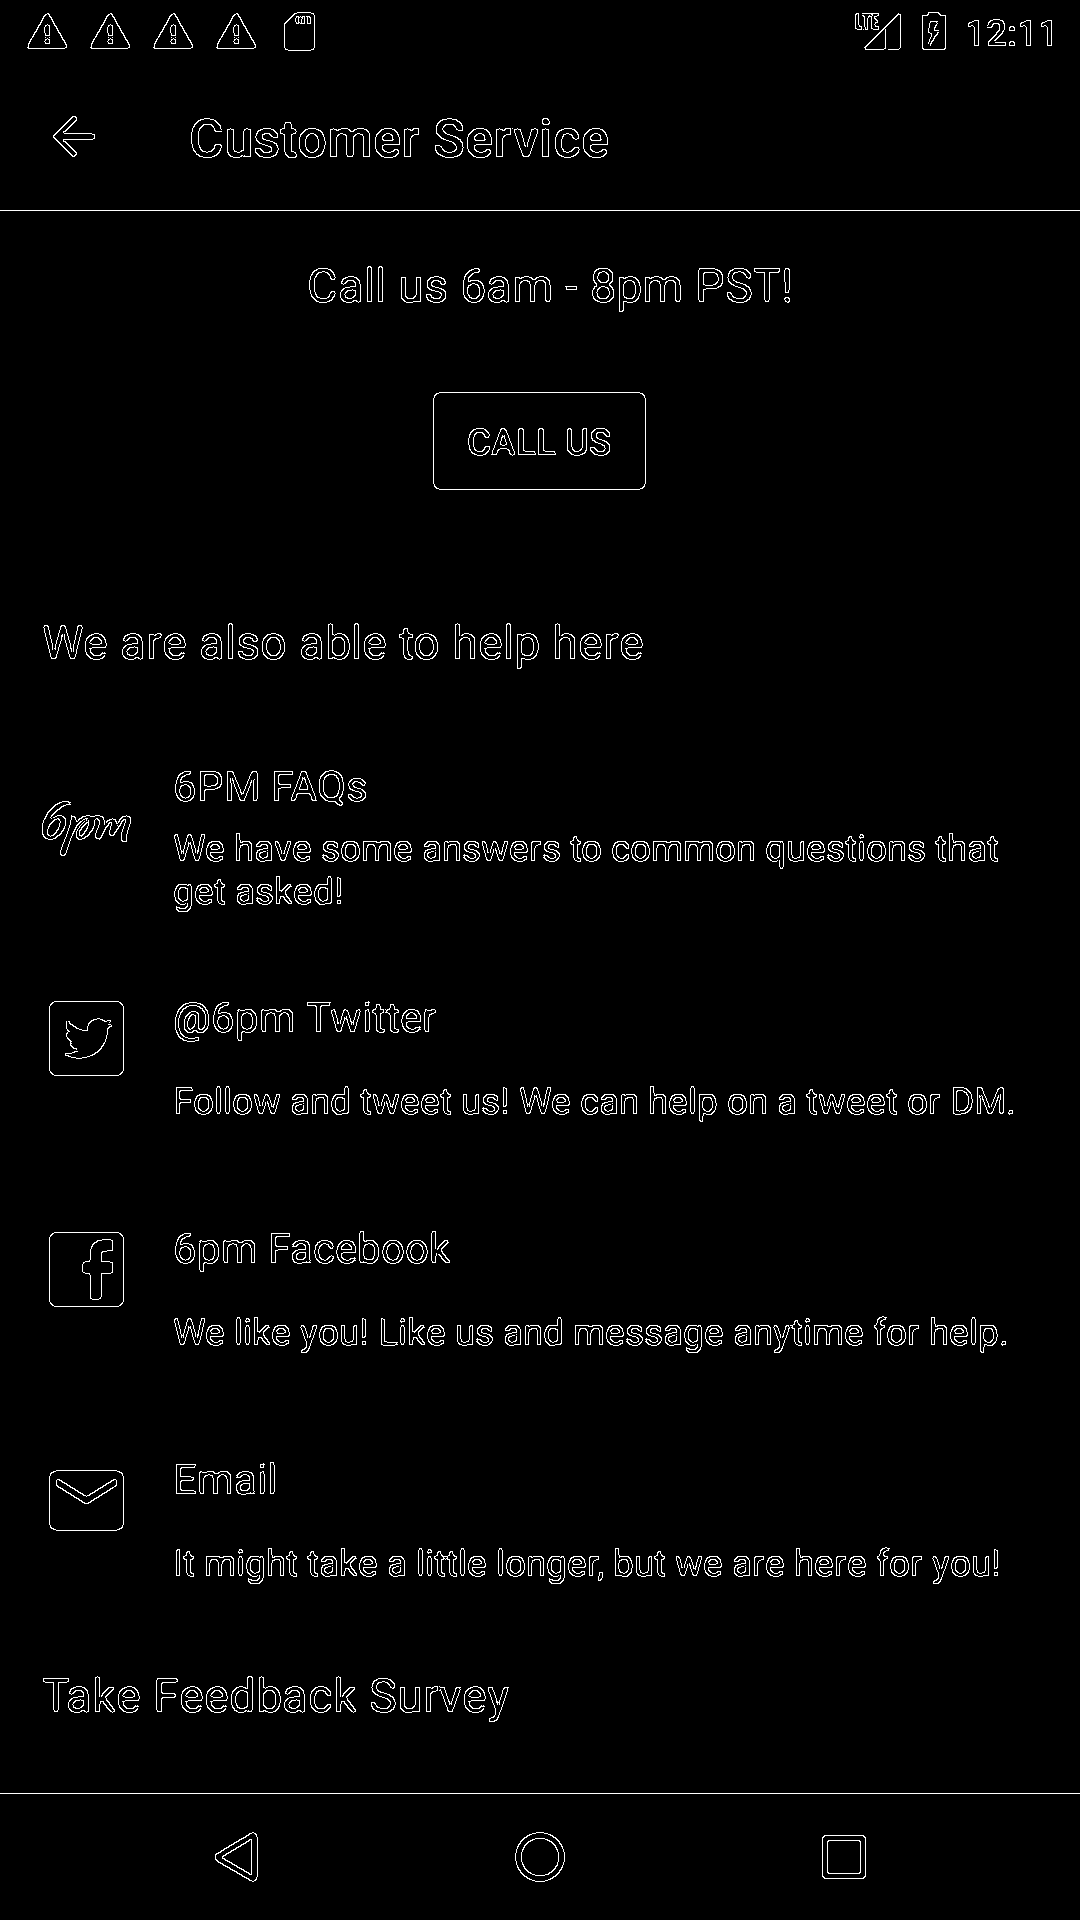 LTE 12:11
Customer Service
Call us 6am - 8pm PST!
CALL US
We are also able to help here
6PM FAQs
6pm
We have some answers to common questions that
get asked!
@6pm Twitter
Follow and tweet us! We can help on a tweet or DM.
6pm Facebook
We like you! Like us and message anytime for help.
Email
It might take a little longer, but we are here for you!
Take Feedback Survey